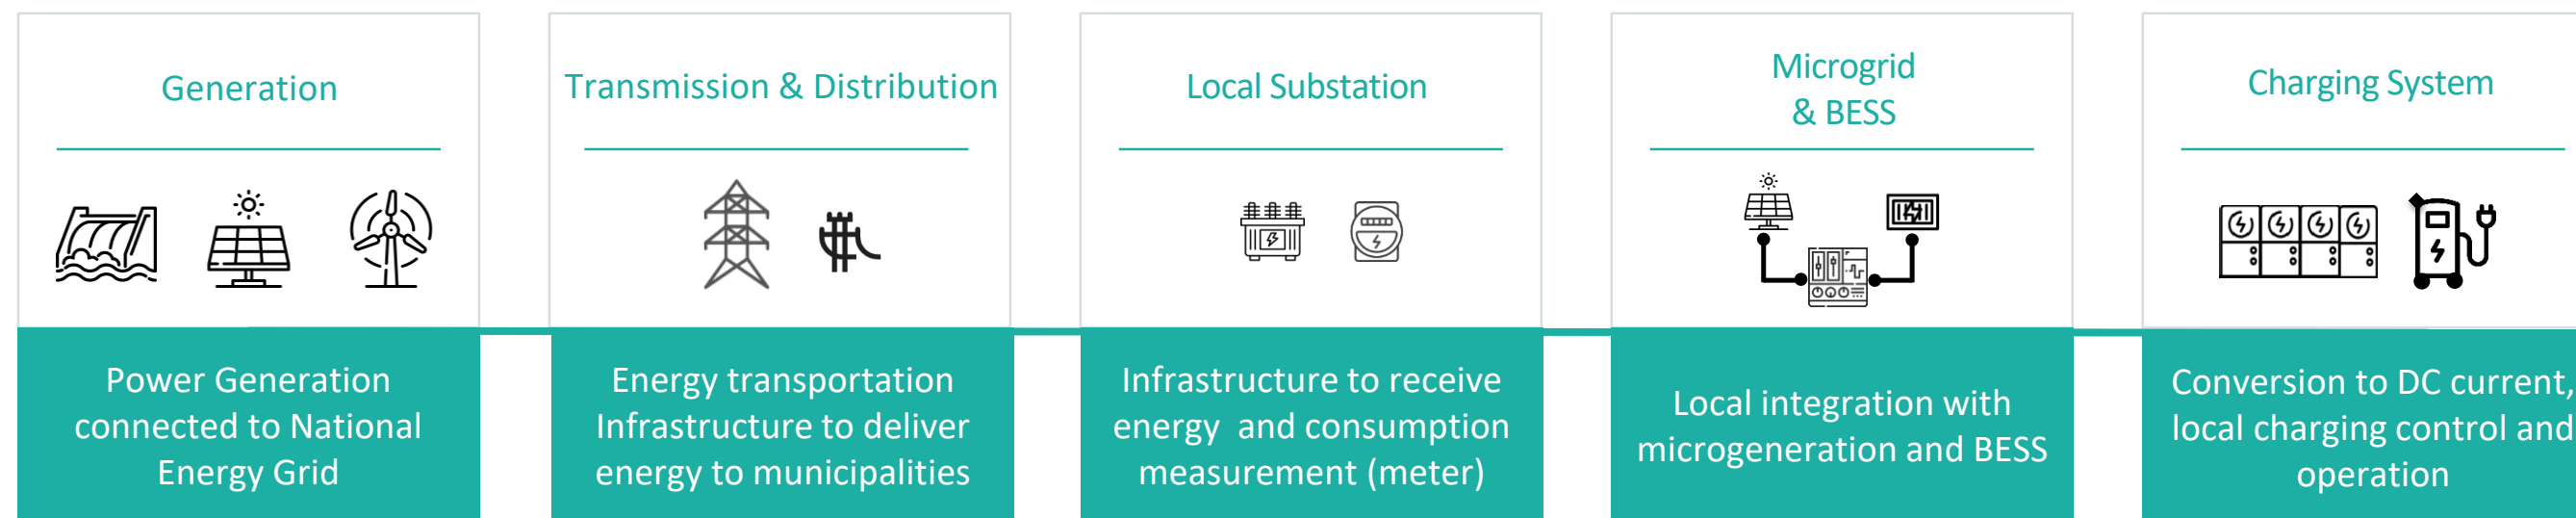 Generation
Power Generation
connected to National
Energy Grid
Transmission & Distribution
Energy transportation
Infrastructure to deliver
energy to municipalities
Local Substation
Infrastructure to receive
energy  and consumption
measurement (meter)
Microgrid
& BESS
Local integration with
microgeneration and BESS
Charging System
Conversion to DC current,
local charging control and
operation